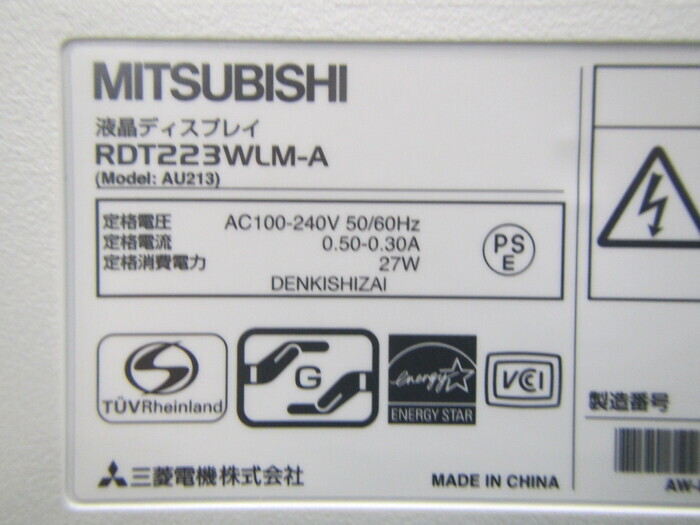 MITSUBISHI
液晶ディスプレイ
RDT223WLM-A
(Model: AU213)
定格電圧 AC100-240V 50/60Hz
定格電流 0.50-0.30A
定格消費電力 27W
DENKISHIZAI
PS
E
TÜVRheinland
G
energy
ENERGY STAR
VCI
三菱電機株式会社
MADE IN CHINA
製造番号